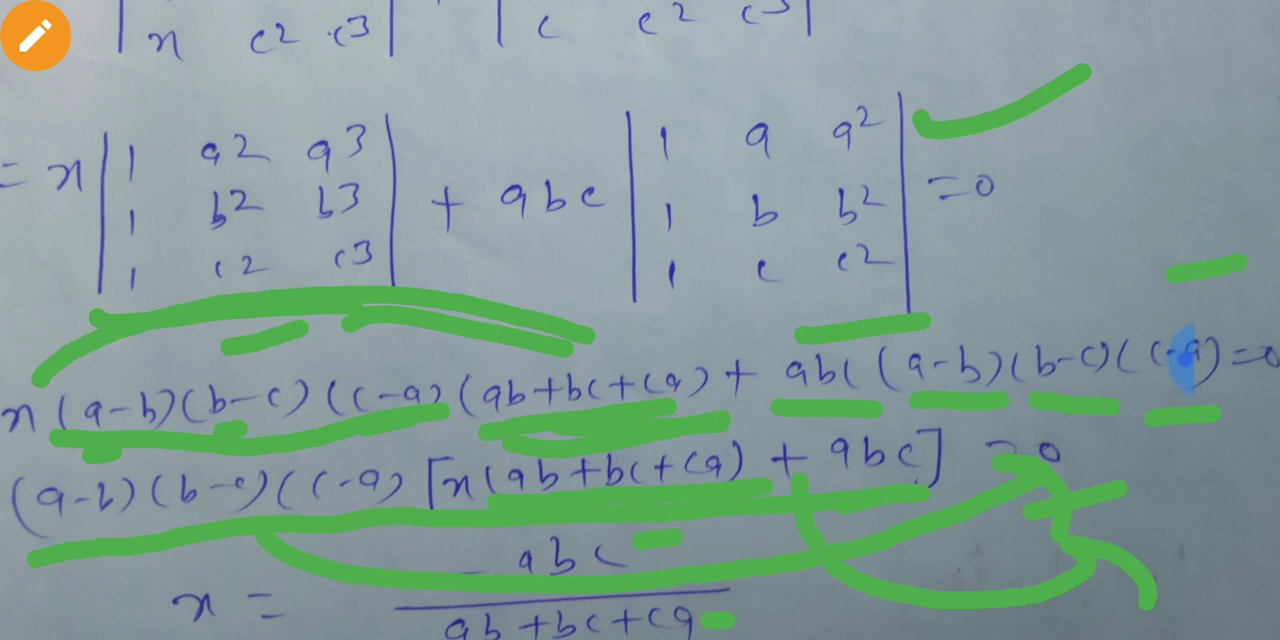 x c2 c3 | c c2 c3
= x | 1 a2 a3 | + abc | 1 a a2 | = 0
1 b2 b3 1 b b2
1 c2 c3 1 c c2
x (a-b)(b-c)(c-a)(ab+bc+ca) + abc (a-b)(b-c)(c-a) = 0
(a-b)(b-c)(c-a) [x(ab+bc+ca) + abc] = 0
- abc
x =
ab+bc+ca